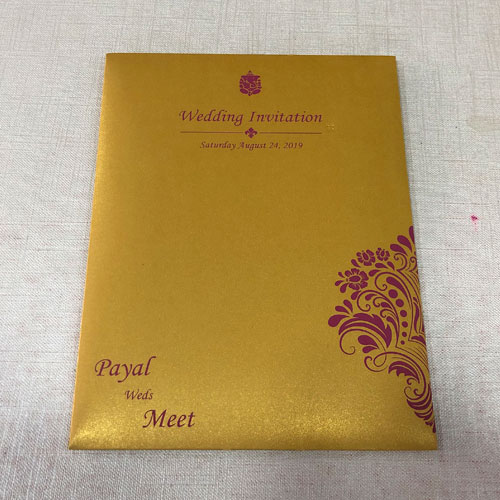 Wedding Invitation
Saturday August 24, 2019
Payal
Weds
Meet